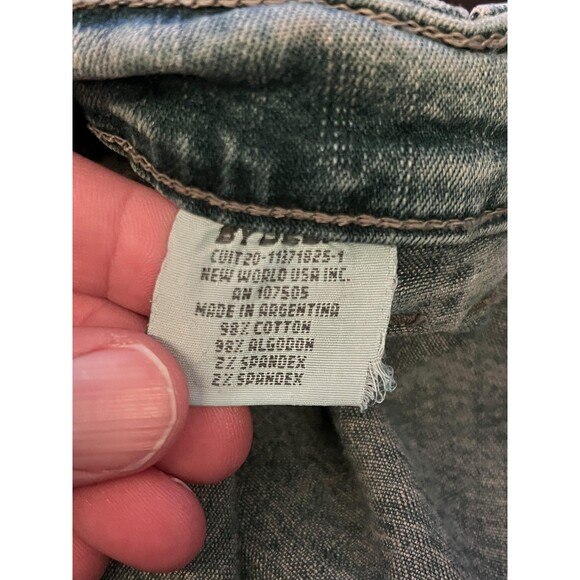 CUIT20-11371825-1
NEW WORLD USA INC.
AN 107505
MADE IN ARGENTINA
98% COTTON
98% ALGODON
2% SPANDEX
2% SPANDEX